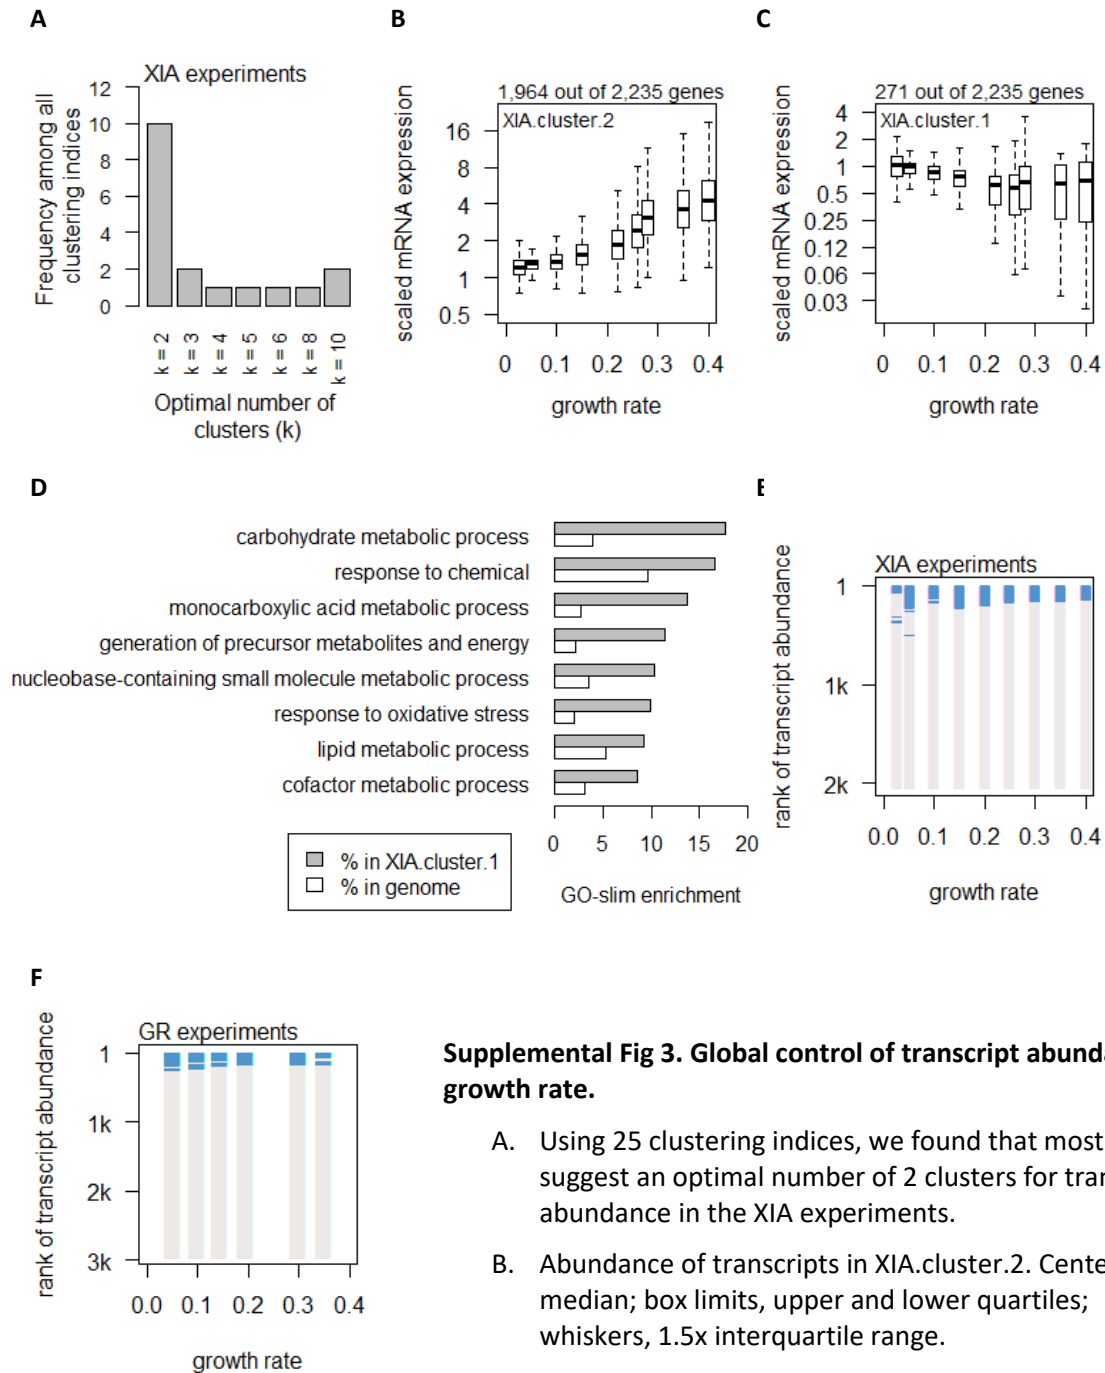 A
XIA experiments
Frequency among all
clustering indices
12
10
8
6
4
2
0
k = 2
k = 3
k = 4
k = 5
k = 6
k = 8
k = 10
Optimal number of
clusters (k)
B
1,964 out of 2,235 genes
XIA.cluster.2
scaled mRNA expression
16
8
4
2
1
0.5
0
0.1
0.2
0.3
0.4
growth rate
C
271 out of 2,235 genes
XIA.cluster.1
scaled mRNA expression
4
2
1
0.5
0.25
0.12
0.06
0.03
0
0.1
0.2
0.3
0.4
growth rate
D
carbohydrate metabolic process
response to chemical
monocarboxylic acid metabolic process
generation of precursor metabolites and energy
nucleobase-containing small molecule metabolic process
response to oxidative stress
lipid metabolic process
cofactor metabolic process
% in XIA.cluster.1
% in genome
0
5
10
15
20
GO-slim enrichment
XIA experiments
rank of transcript abundance
1
1k
2k
0.0
0.1
0.2
0.3
0.4
growth rate
F
GR experiments
rank of transcript abundance
1
1k
2k
3k
0.0
0.1
0.2
0.3
0.4
growth rate
Supplemental Fig 3. Global control of transcript
growth rate.
A. Using 25 clustering indices, we found that most
suggest an optimal number of 2 clusters for
abundance in the XIA experiments.
B. Abundance of transcripts in XIA.cluster.2.
median; box limits, upper and lower quartiles;
whiskers, 1.5x interquartile range.